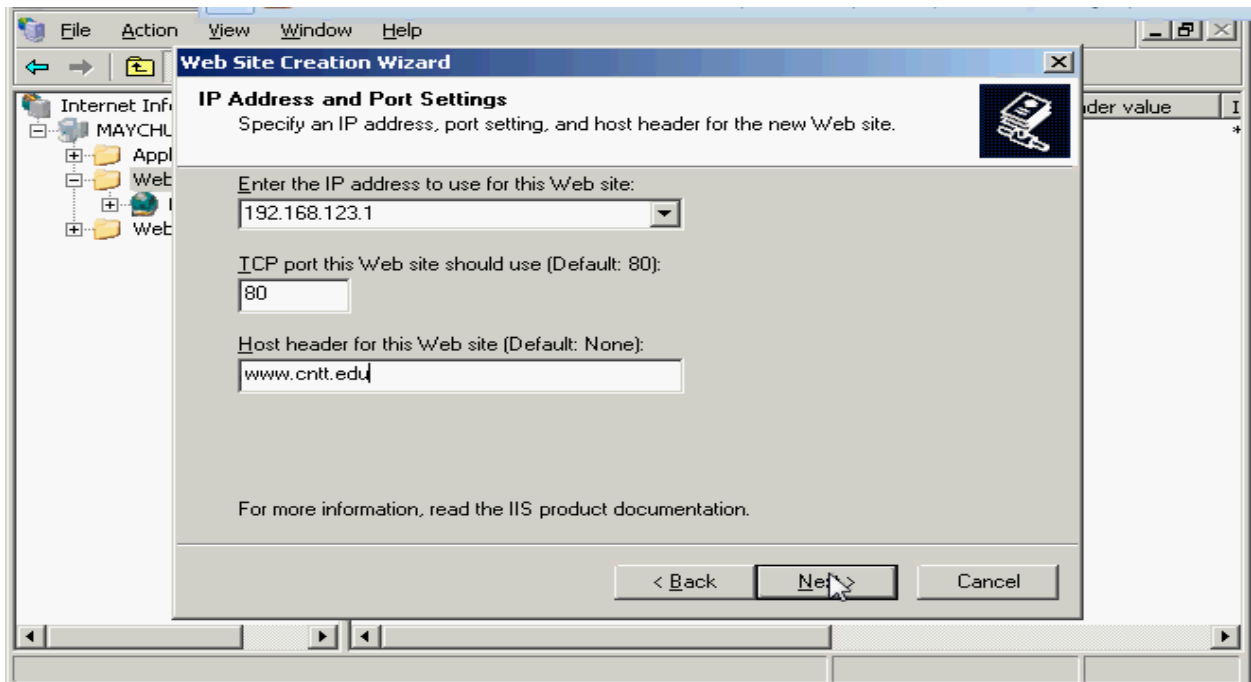 File Action View Window Help
Web Site Creation Wizard
IP Address and Port Settings
Specify an IP address, port setting, and host header for the new Web site.
Internet Inf
MAYCHU
Appl
Web
Web
der value
*
Enter the IP address to use for this Web site:
192.168.123.1
TCP port this Web site should use (Default: 80):
80
Host header for this Web site (Default: None):
www.cntt.edu
For more information, read the IIS product documentation.
< Back Next > Cancel